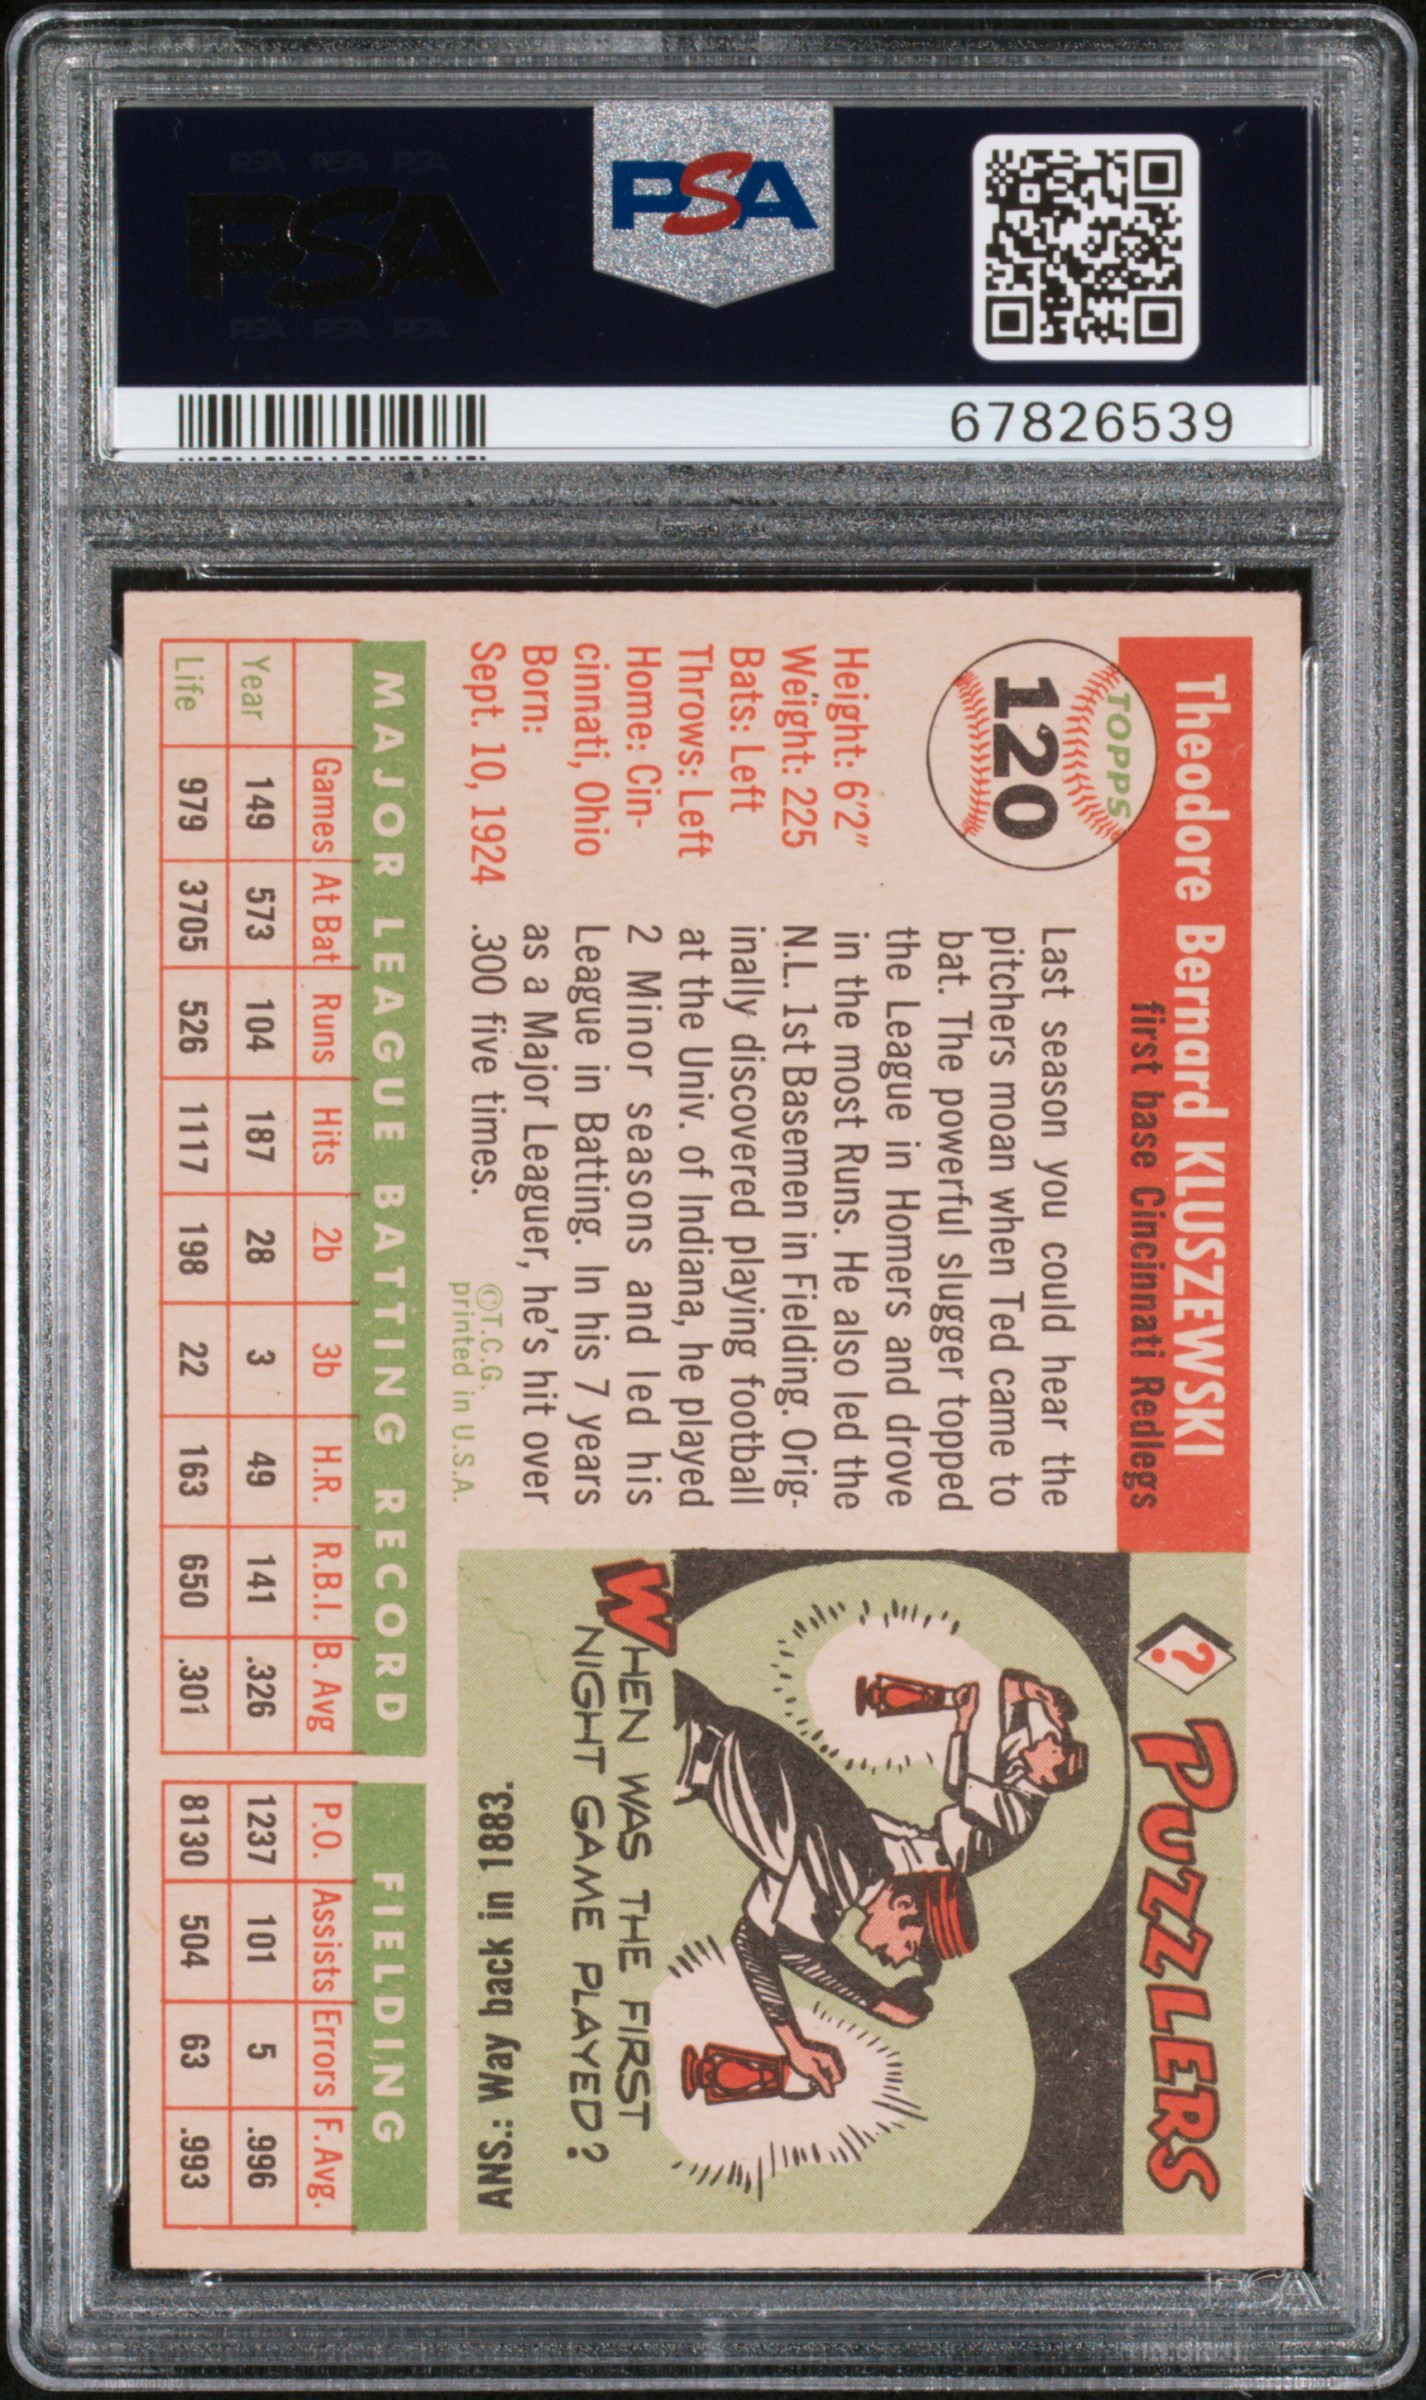 PSA PSA PSA
PSA
PSA PSA PSA
PSA
67826539
TOPPS
120
Theodore Bernard KLUSZEWSKI
first base Cincinnati Redlegs
Height: 6'2"
Weight: 225
Bats: Left
Throws: Left
Home: Cin-
cinnati, Ohio
Born:
Sept. 10, 1924
Last season you could hear the
pitchers moan when Ted came to
bat. The powerful slugger topped
the League in Homers and drove
in the most Runs. He also led the
N.L. 1st Basemen in Fielding. Orig-
inally discovered playing football
at the Univ. of Indiana, he played
2 Minor seasons and led his
League in Batting. In his 7 years
as a Major Leaguer, he's hit over
.300 five times.
©T.C.G.
printed in U.S.A.
? PUZZLERS
WHEN WAS THE FIRST
NIGHT GAME PLAYED?
ANS.: Way back in 1883.
MAJOR LEAGUE BATTING RECORD FIELDING
Games At Bat Runs Hits 2b 3b H.R. R.B.I. B. Avg P.O. Assists Errors F. Avg.
Year 149 573 104 187 28 3 49 141 .326 1237 101 5 .996
Life 979 3705 526 1117 198 22 163 650 .301 8130 504 63 .993
PSA